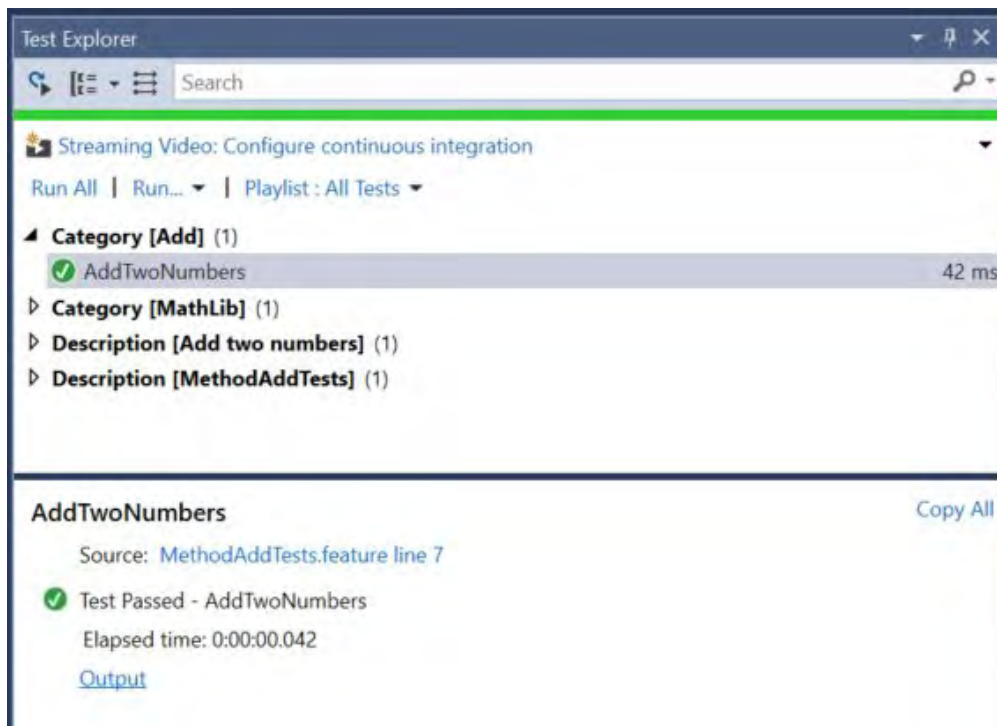 Test Explorer
Search
Streaming Video: Configure continuous integration
Run All | Run... | Playlist : All Tests
Category [Add] (1)
AddTwoNumbers 42 ms
Category [MathLib] (1)
Description [Add two numbers] (1)
Description [MethodAddTests] (1)
AddTwoNumbers Copy All
Source: MethodAddTests.feature line 7
Test Passed - AddTwoNumbers
Elapsed time: 0:00:00.042
Output